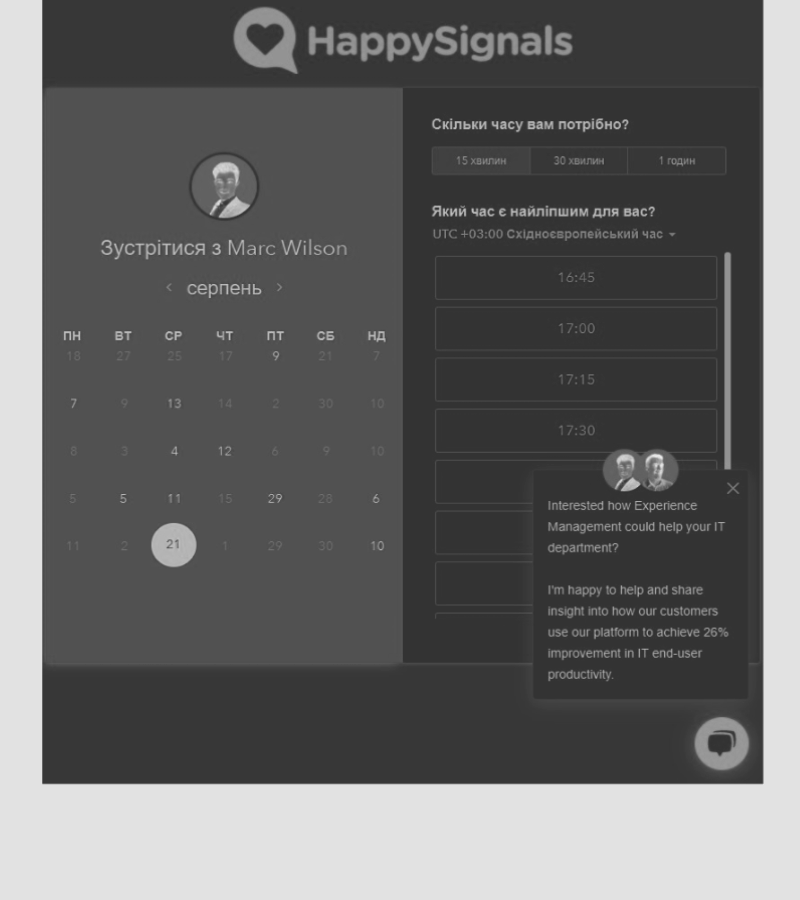 HappySignals
Зустрітися з Marc Wilson
серпень
ПН ВТ СР ЧТ ПТ СБ НД
18 27 25 17 9 21 7
7 9 13 14 2 30 10
8 3 4 12 6 9 10
5 5 11 15 29 28 6
11 2 21 1 29 30 10
Скільки часу вам потрібно?
15 хвилин 30 хвилин 1 годин
Який час є найліпшим для вас?
UTC +03:00 Східноєвропейський час
16:45
17:00
17:15
17:30
Interested how Experience
Management could help your IT
department?
I'm happy to help and share
insight into how our customers
use our platform to achieve 26%
improvement in IT end-user
productivity.